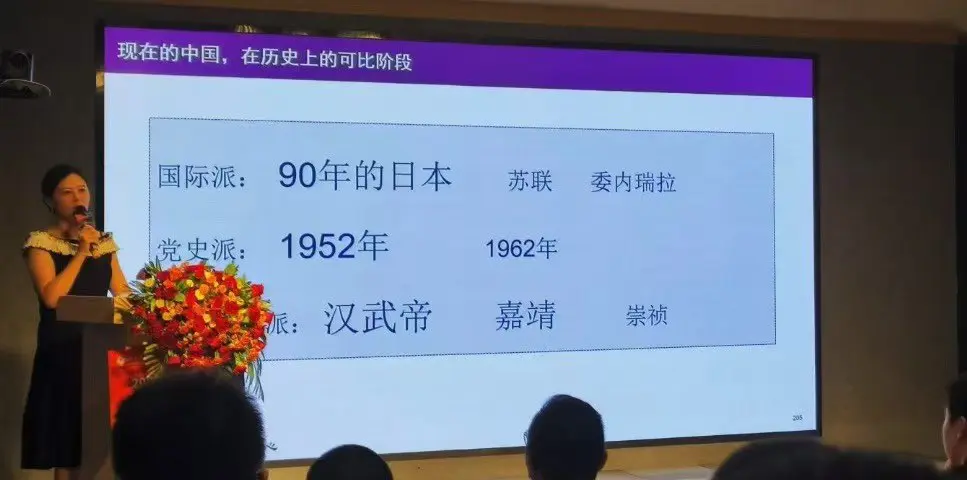 现在的中国，在历史上的可比阶段
国际派： 90年的日本 苏联 委内瑞拉
党史派： 1952年 1962年
派： 汉武帝 嘉靖 崇祯
205